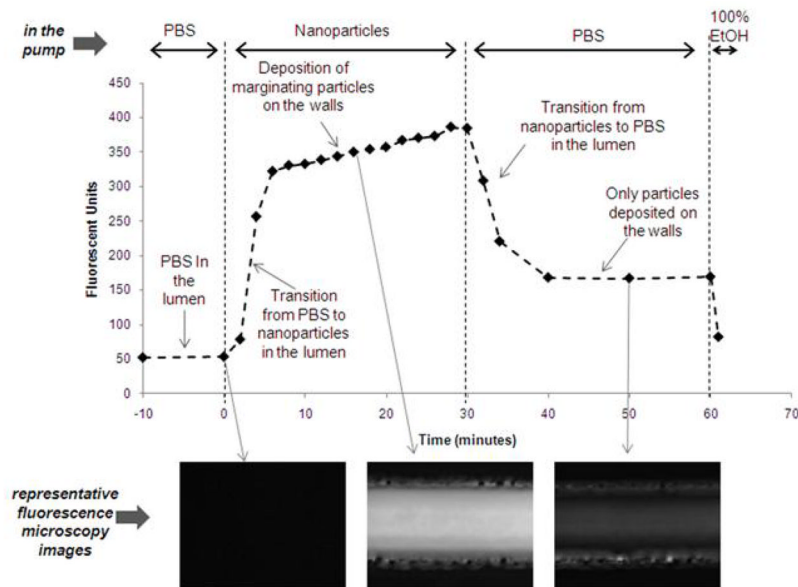 in the
pump
PBS
Nanoparticles
PBS
100%
EtOH
Deposition of
marginating particles
on the walls
Transition from
nanoparticles to PBS
in the lumen
Only particles
deposited on
the walls
PBS In
the
lumen
Transition
from PBS to
nanoparticles
in the lumen
Fluorescent Units
450
400
350
300
250
200
150
100
50
0
-10 0 10 20 30 40 50 60 70
Time (minutes)
representative
fluorescence
microscopy
images